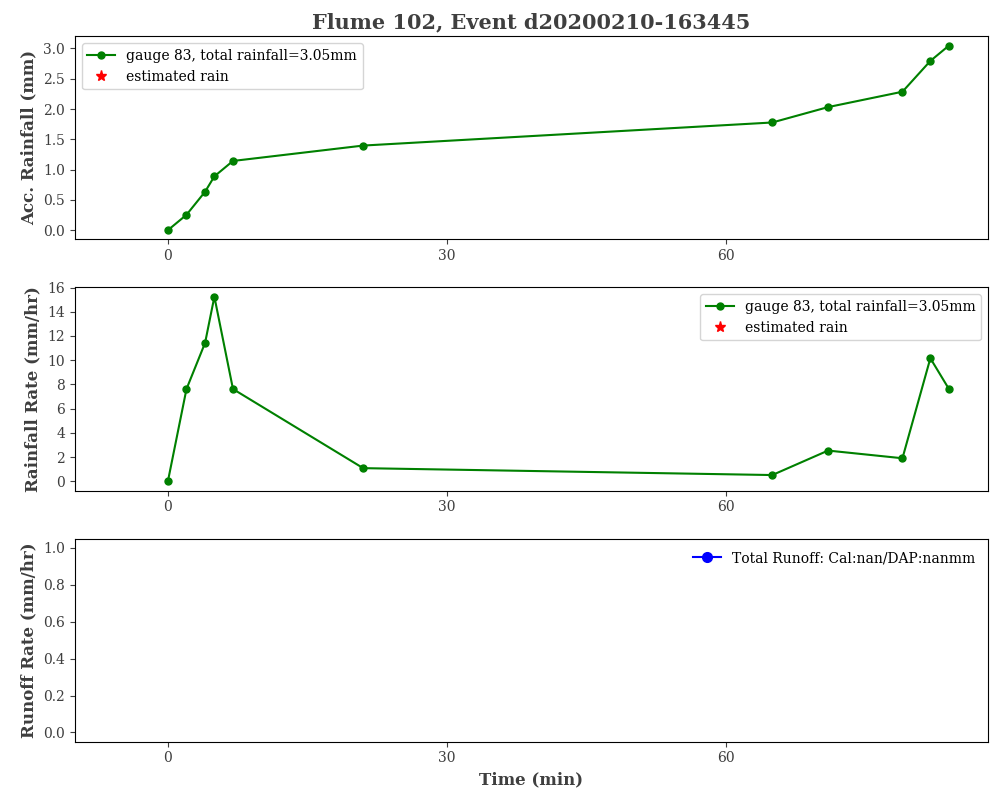 Flume 102, Event d20200210-163445
Acc. Rainfall (mm)
3.0
2.5
2.0
1.5
1.0
0.5
0.0
gauge 83, total rainfall=3.05mm
estimated rain
0 30 60
Rainfall Rate (mm/hr)
16
14
12
10
8
6
4
2
0
gauge 83, total rainfall=3.05mm
estimated rain
0 30 60
Runoff Rate (mm/hr)
1.0
0.8
0.6
0.4
0.2
0.0
Total Runoff: Cal:nan/DAP:nanmm
0 30 60
Time (min)